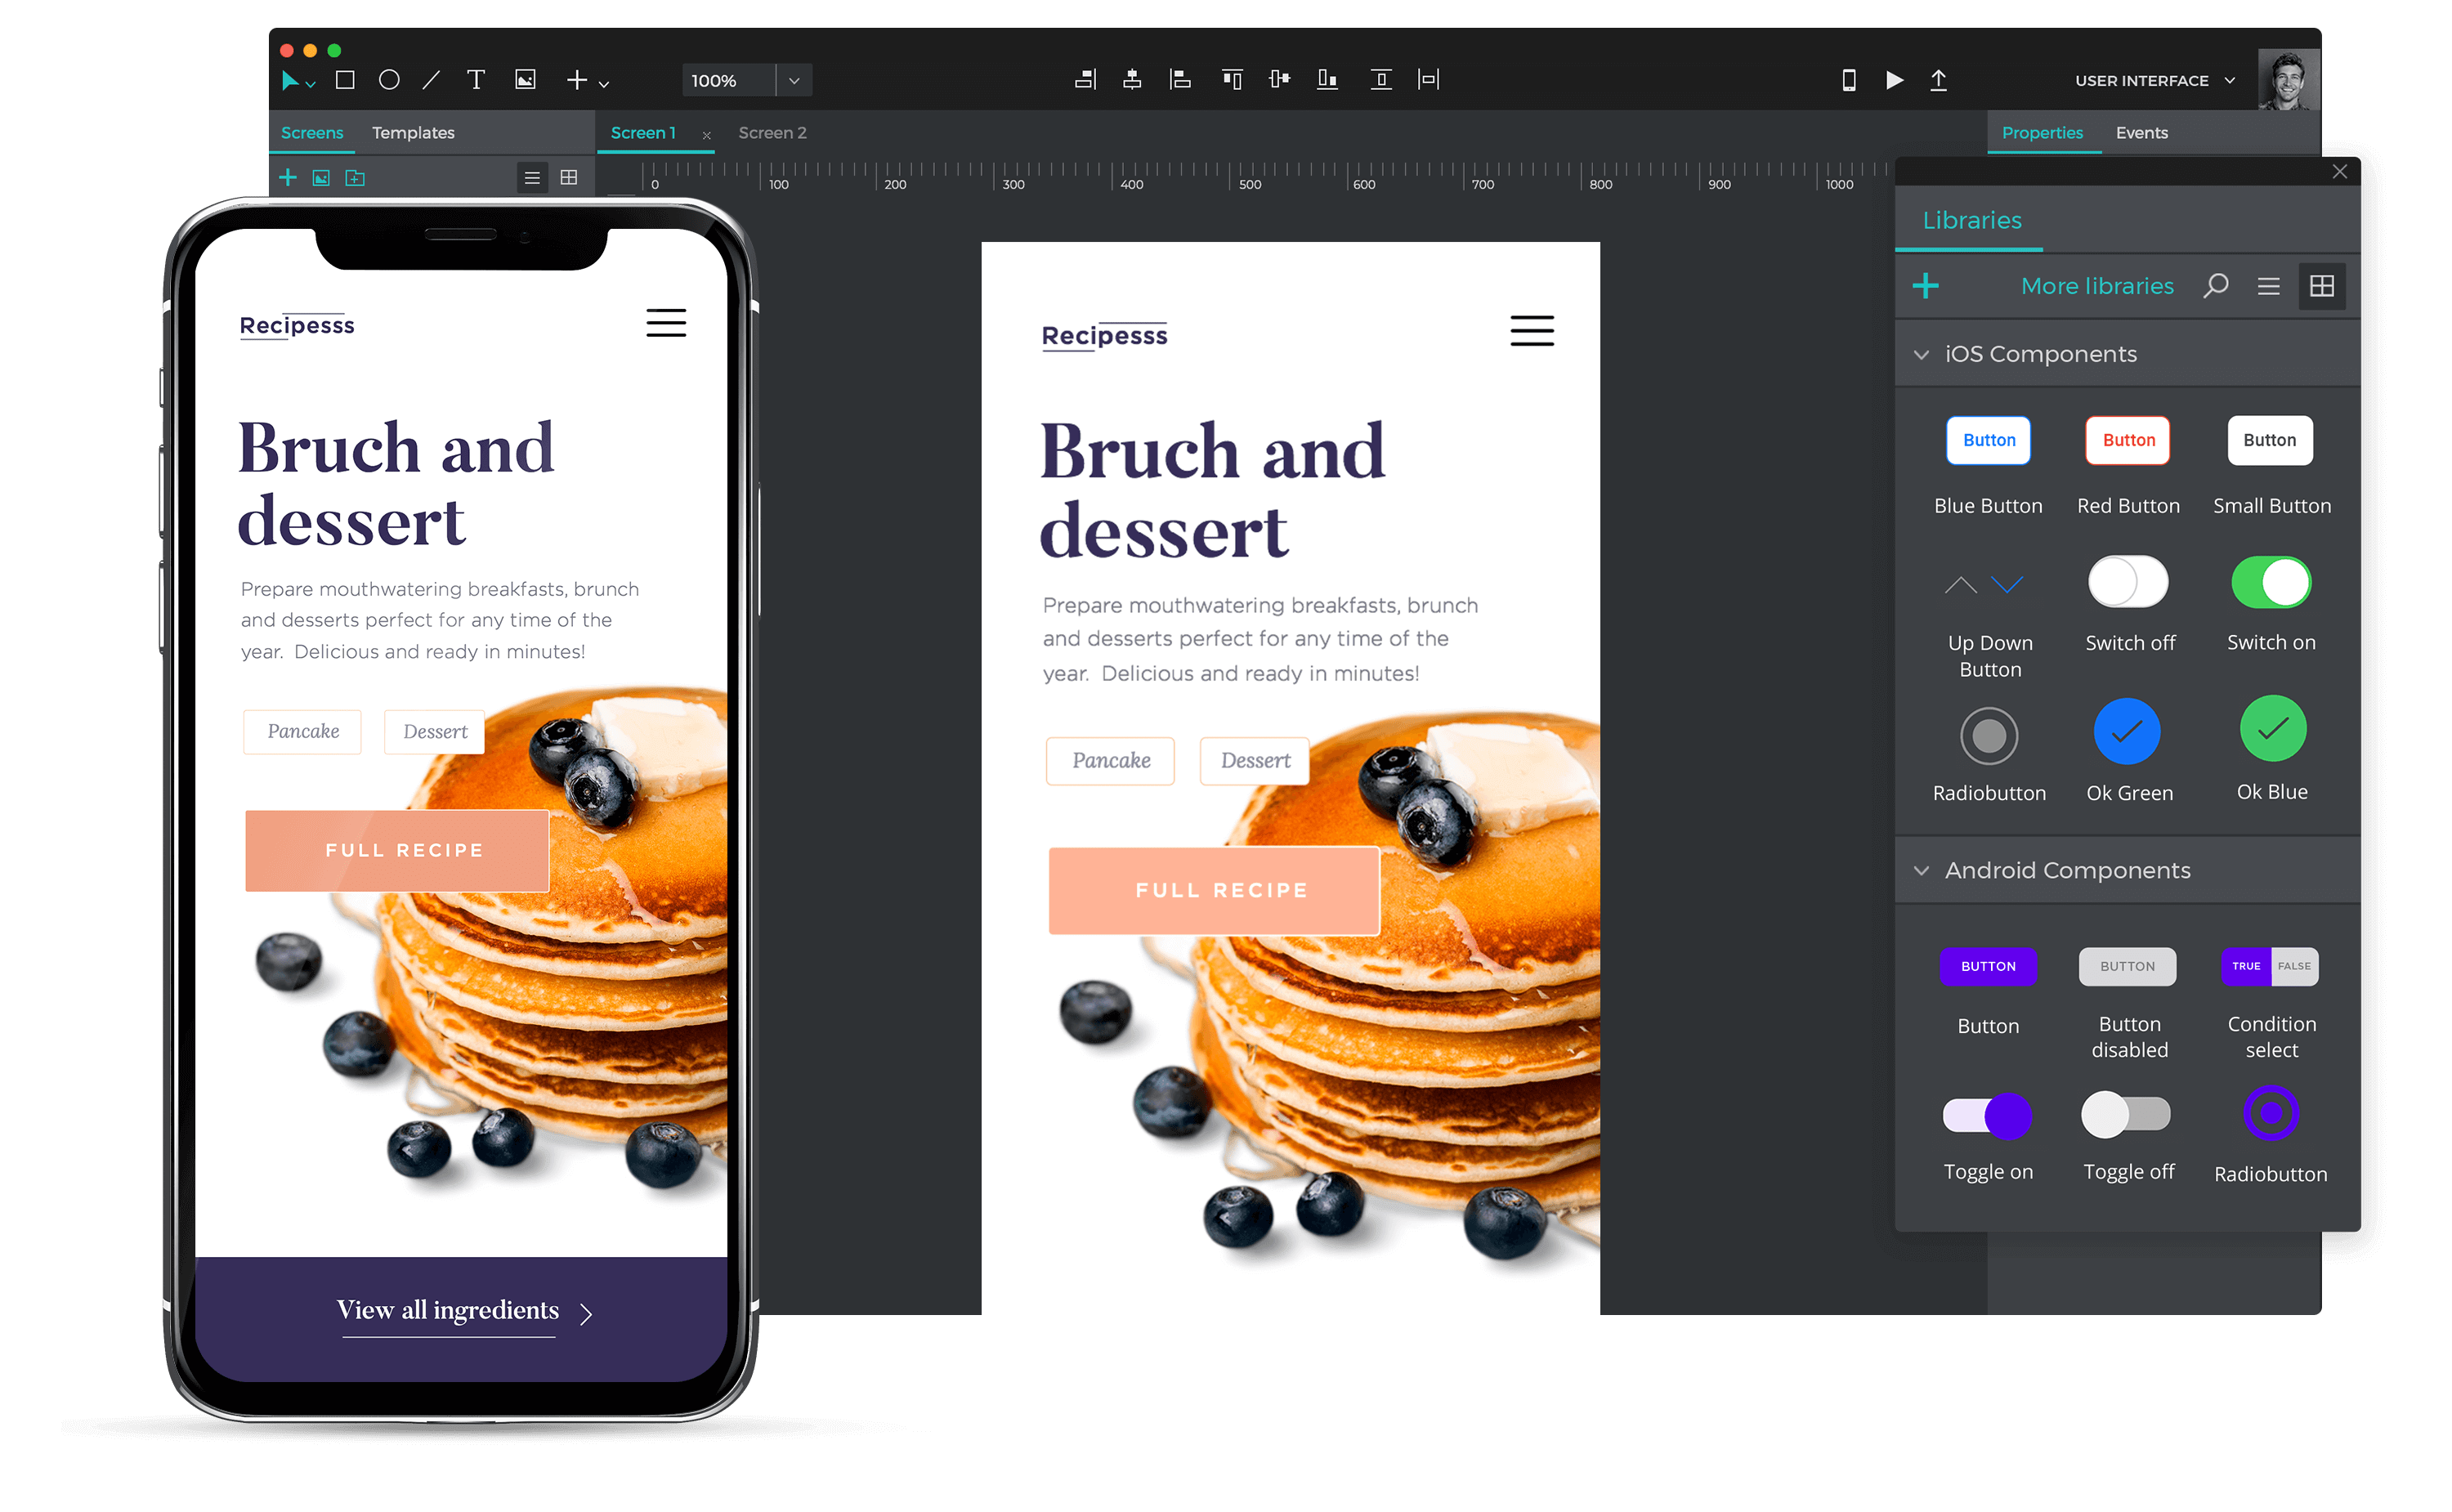 100%
USER INTERFACE
Screens
Templates
Screen 1
Screen 2
Properties
Events
0
100
200
300
400
500
600
700
800
900
1000
Recipesss
Bruch and
dessert
Prepare mouthwatering breakfasts, brunch
and desserts perfect for any time of the
year. Delicious and ready in minutes!
Pancake
Dessert
FULL RECIPE
View all ingredients
Recipesss
Bruch and
dessert
Prepare mouthwatering breakfasts, brunch
and desserts perfect for any time of the
year. Delicious and ready in minutes!
Pancake
Dessert
FULL RECIPE
Libraries
More libraries
iOS Components
Button
Button
Button
Blue Button
Red Button
Small Button
Up Down
Button
Switch off
Switch on
Radiobutton
Ok Green
Ok Blue
Android Components
BUTTON
BUTTON
TRUE
FALSE
Button
Button
disabled
Condition
select
Toggle on
Toggle off
Radiobutton